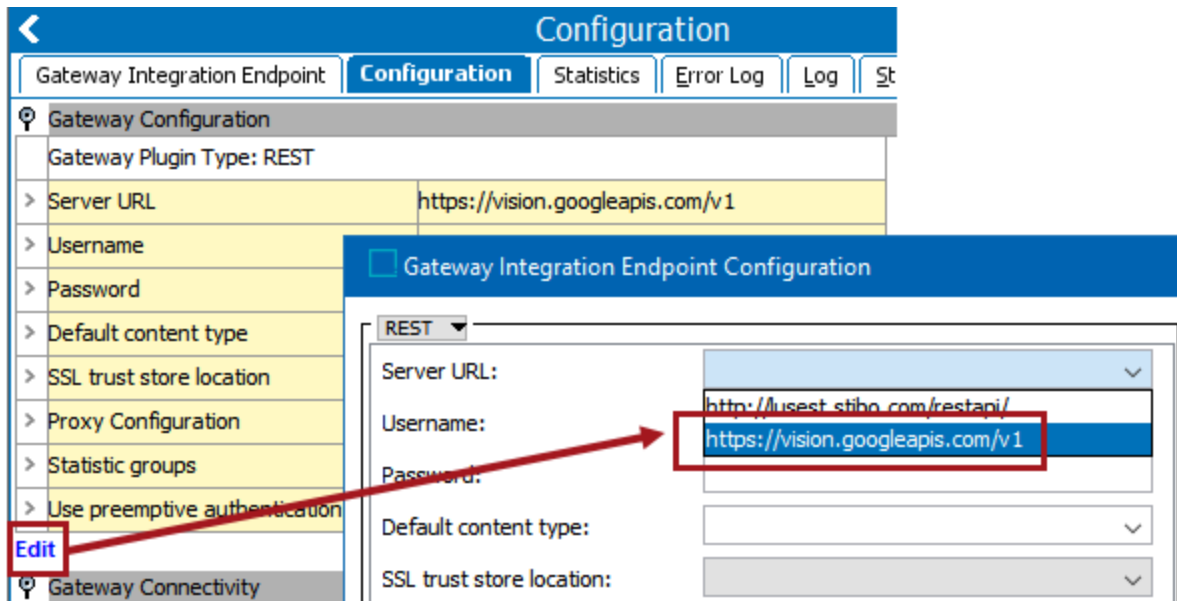 Configuration
Gateway Integration Endpoint Configuration Statistics Error Log Log St
Gateway Configuration
Gateway Plugin Type: REST
Server URL https://vision.googleapis.com/v1
Username
Password
Default content type
SSL trust store location
Proxy Configuration
Statistic groups
Use preemptive authentication
Edit
Gateway Connectivity
Gateway Integration Endpoint Configuration
REST
Server URL:
http://lusest.stibo.com/restapi/
Username:
https://vision.googleapis.com/v1
Password:
Default content type:
SSL trust store location: